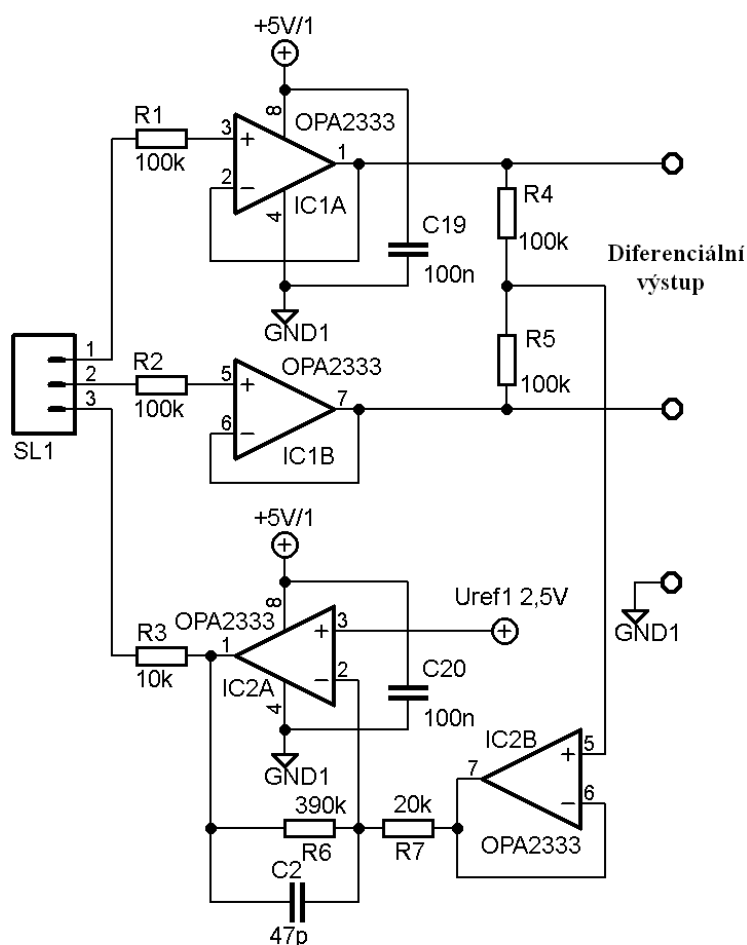 +5V/1
8
R1
3
+
OPA2333
1
100k
2
−
IC1A
4
R4
C19
100k
100n
Diferenciální
výstup
GND1
1
R2
5
+
OPA2333
R5
2
7
3
100k
6
−
IC1B
100k
SL1
+5V/1
8
OPA2333
3
+
Uref1 2,5V
+
GND1
R3
1
10k
IC2A
−
2
C20
4
100n
GND1
IC2B
5
+
7
6
−
390k
20k
R6
R7
OPA2333
C2
47p